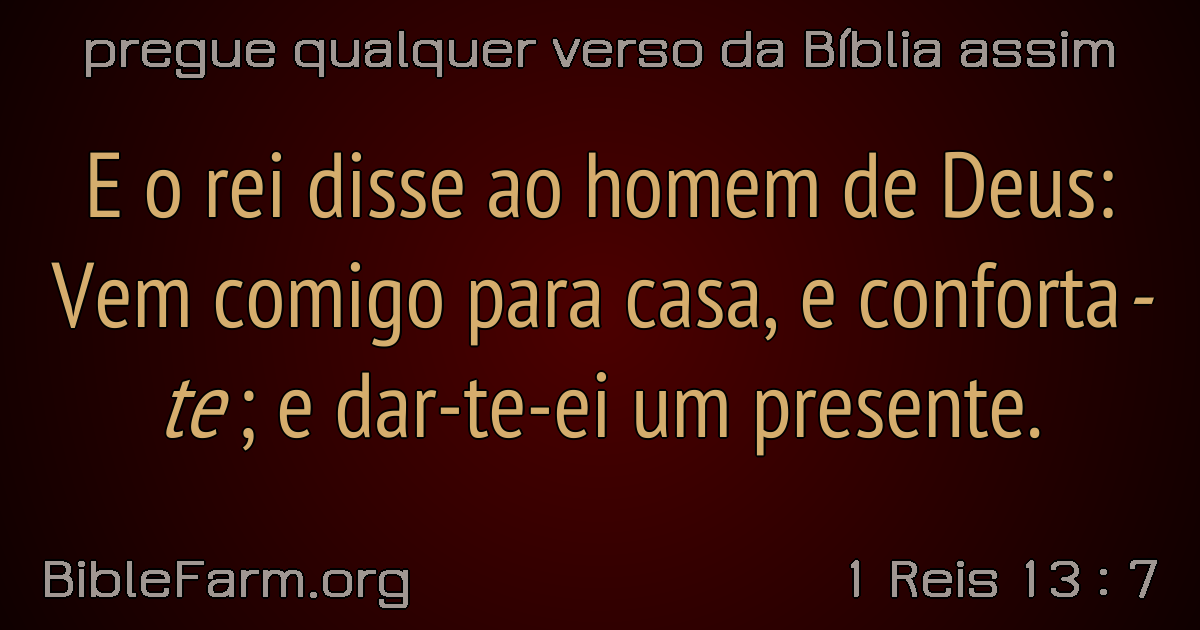 pregue qualquer verso da Bíblia assim
E o rei disse ao homem de Deus:
Vem comigo para casa, e conforta-
te; e dar-te-ei um presente.
BibleFarm.org
1 Reis 13 : 7